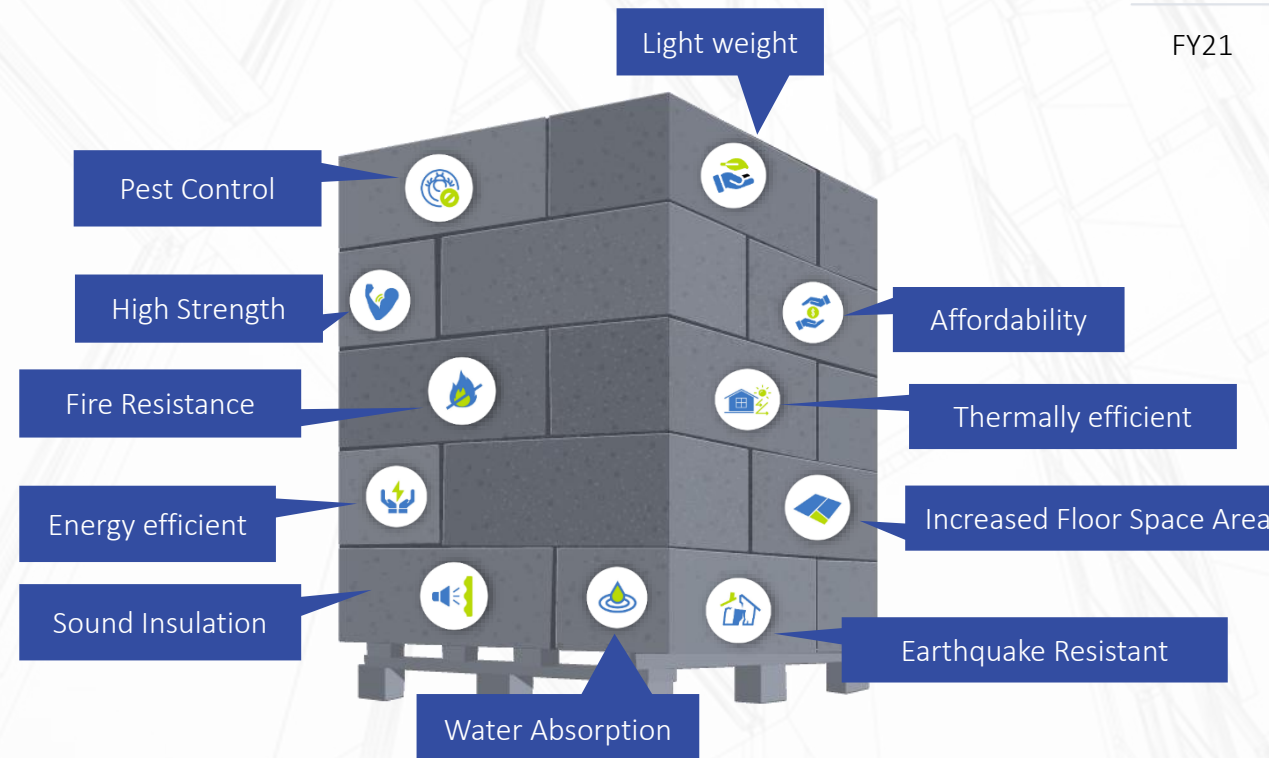 Light weight
FY21
Pest Control
High Strength
Affordability
Fire Resistance
Thermally efficient
Energy efficient
Increased Floor Space Area
Sound Insulation
Earthquake Resistant
Water Absorption